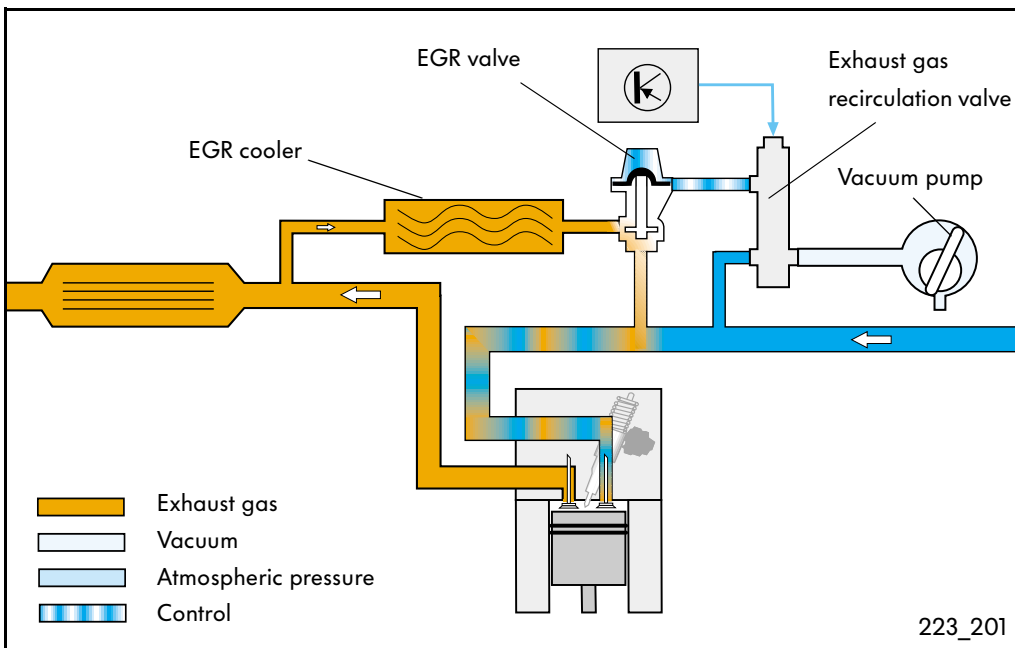 EGR valve
Exhaust gas
recirculation valve
EGR cooler
Vacuum pump
Exhaust gas
Vacuum
Atmospheric pressure
Control
223_201